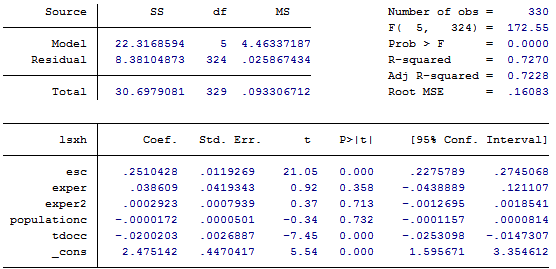 Source SS df MS Number of obs = 330
F( 5, 324) = 172.55
Model 22.3168594 5 4.46337187 Prob > F = 0.0000
Residual 8.38104873 324 .025867434 R-squared = 0.7270
Adj R-squared = 0.7228
Total 30.6979081 329 .093306712 Root MSE = .16083
lsxh Coef. Std. Err. t P>|t| [95% Conf. Interval]
esc .2510428 .0119269 21.05 0.000 .2275789 .2745068
exper .038609 .0419343 0.92 0.358 -.0438889 .121107
exper2 .0002923 .0007939 0.37 0.713 -.0012695 .0018541
populationc -.0000172 .0000501 -0.34 0.732 -.0001157 .0000814
tdocc -.0200203 .0026887 -7.45 0.000 -.0253098 -.0147307
_cons 2.475142 .4470417 5.54 0.000 1.595671 3.354612